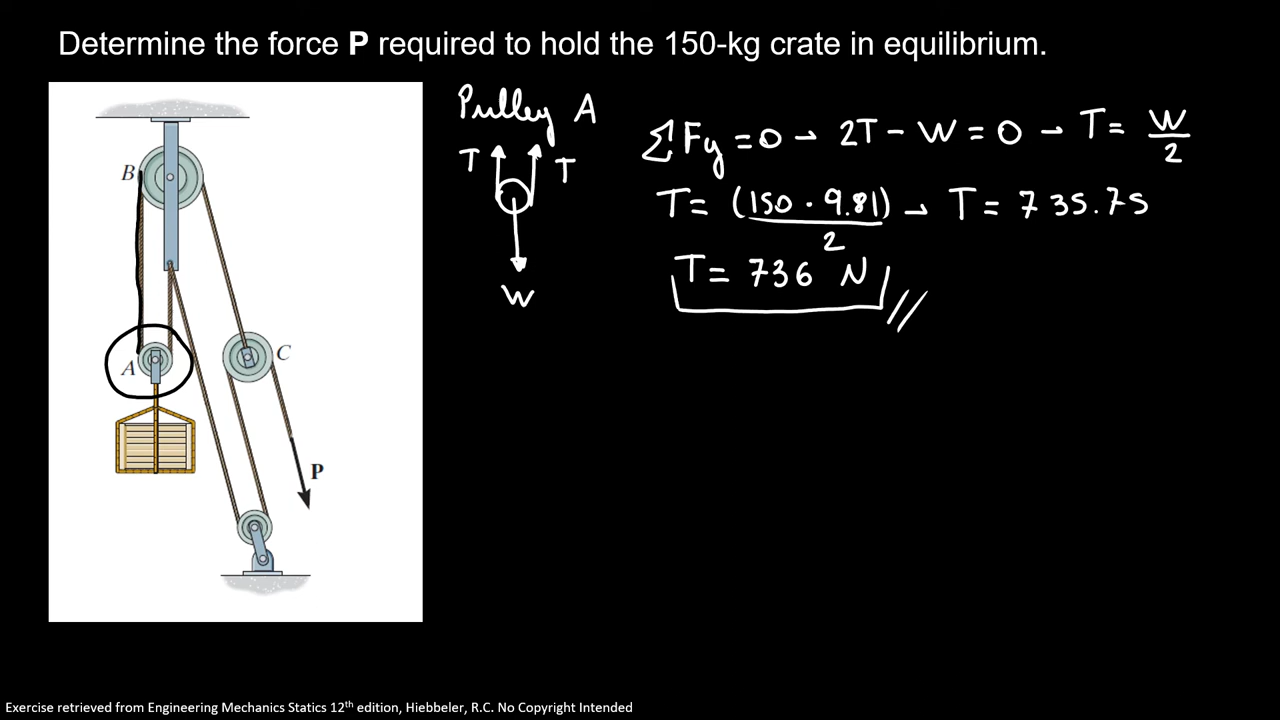 Determine the force P required to hold the 150-kg crate in equilibrium.
Pulley A
T T
W
ΣFy = 0 → 2T - W = 0 → T = W/2
T = (150 · 9.81)/2 → T = 735.75
T = 736 N
B
A
C
P
Exercise retrieved from Engineering Mechanics Statics 12th edition, Hiebbeler, R.C. No Copyright Intended